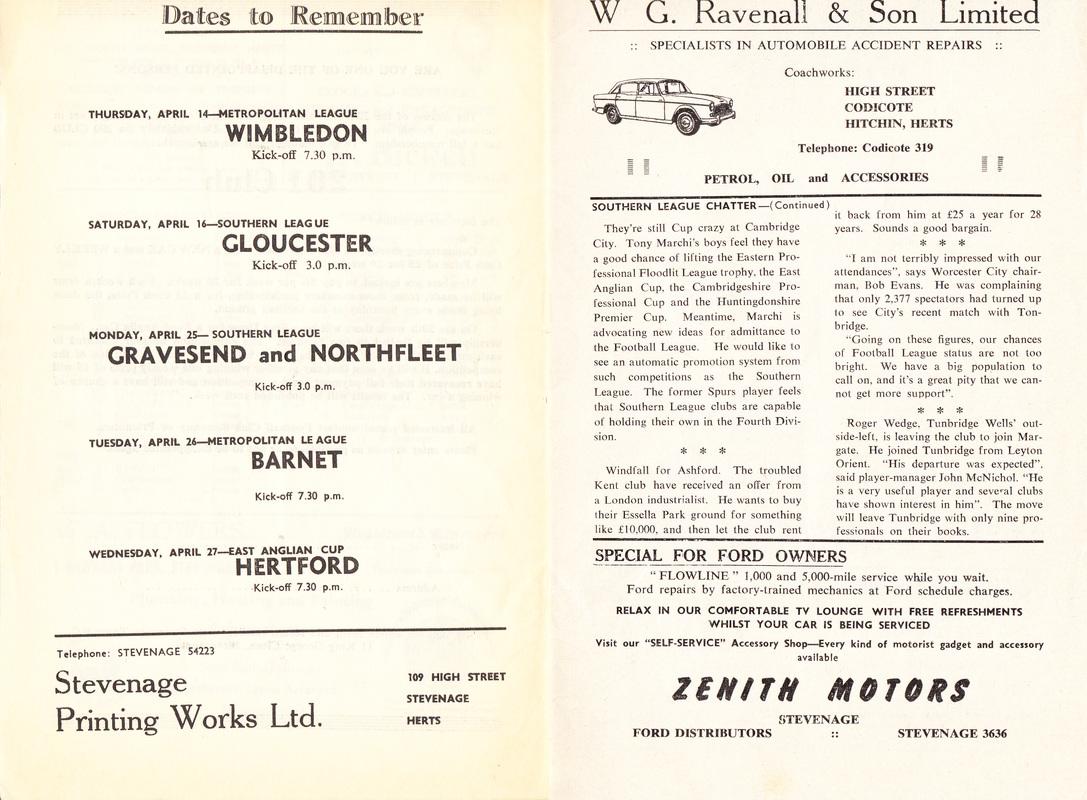 Dates to Remember
THURSDAY, APRIL 14—METROPOLITAN LEAGUE
WIMBLEDON
Kick-off 7.30 p.m.
SATURDAY, APRIL 16—SOUTHERN LEAGUE
GLOUCESTER
Kick-off 3.0 p.m.
MONDAY, APRIL 25— SOUTHERN LEAGUE
GRAVESEND and NORTHFLEET
Kick-off 3.0 p.m.
TUESDAY, APRIL 26—METROPOLITAN LEAGUE
BARNET
Kick-off 7.30 p.m.
WEDNESDAY, APRIL 27—EAST ANGLIAN CUP
HERTFORD
Kick-off 7.30 p.m.
Telephone: STEVENAGE 54223
Stevenage
Printing Works Ltd.
109 HIGH STREET
STEVENAGE
HERTS
W G. Ravenall & Son Limited
:: SPECIALISTS IN AUTOMOBILE ACCIDENT REPAIRS ::
Coachworks:
HIGH STREET
CODICOTE
HITCHIN, HERTS
Telephone: Codicote 319
PETROL, OIL and ACCESSORIES
SOUTHERN LEAGUE CHATTER—(Continued)
They're still Cup crazy at Cambridge
City. Tony Marchi's boys feel they have
a good chance of lifting the Eastern Pro-
fessional Floodlit League trophy, the East
Anglian Cup, the Cambridgeshire Pro-
fessional Cup and the Huntingdonshire
Premier Cup. Meantime, Marchi is
advocating new ideas for admittance to
the Football League. He would like to
see an automatic promotion system from
such competitions as the Southern
League. The former Spurs player feels
that Southern League clubs are capable
of holding their own in the Fourth Divi-
sion.
* * *
Windfall for Ashford. The troubled
Kent club have received an offer from
a London industrialist. He wants to buy
their Essella Park ground for something
like £10,000, and then let the club rent
it back from him at £25 a year for 28
years. Sounds a good bargain.
* * *
"I am not terribly impressed with our
attendances", says Worcester City chair-
man, Bob Evans. He was complaining
that only 2,377 spectators had turned up
to see City's recent match with Ton-
bridge.
"Going on these figures, our chances
of Football League status are not too
bright. We have a big population to
call on, and it's a great pity that we can-
not get more support".
* * *
Roger Wedge, Tunbridge Wells' out-
side-left, is leaving the club to join Mar-
gate. He joined Tunbridge from Leyton
Orient. "His departure was expected",
said player-manager John McNichol. "He
is a very useful player and several clubs
have shown interest in him". The move
will leave Tunbridge with only nine pro-
fessionals on their books.
SPECIAL FOR FORD OWNERS
" FLOWLINE " 1,000 and 5,000-mile service while you wait.
Ford repairs by factory-trained mechanics at Ford schedule charges.
RELAX IN OUR COMFORTABLE TV LOUNGE WITH FREE REFRESHMENTS
WHILST YOUR CAR IS BEING SERVICED
Visit our "SELF-SERVICE" Accessory Shop—Every kind of motorist gadget and accessory
available
ZENITH MOTORS
STEVENAGE
FORD DISTRIBUTORS :: STEVENAGE 3636